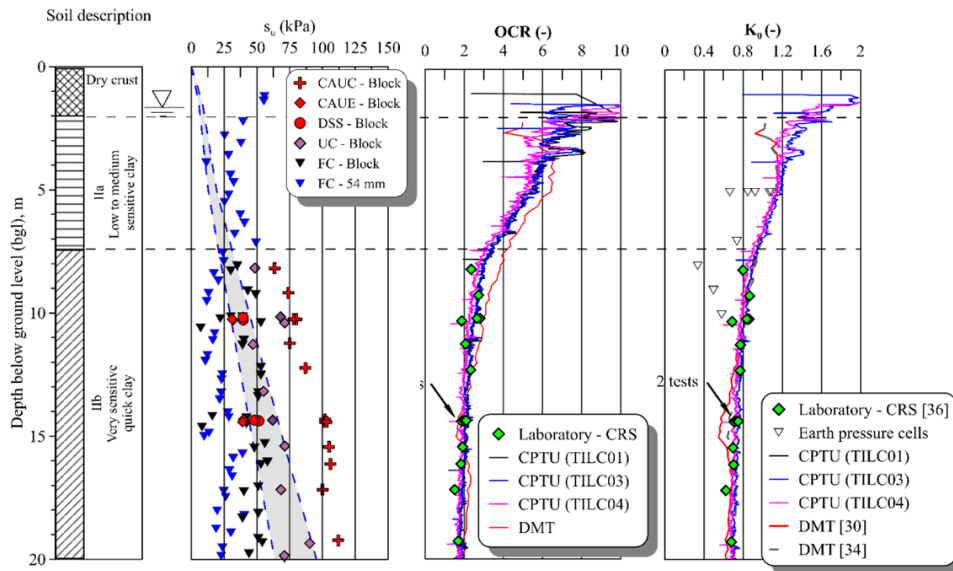 Soil description
s_u (kPa)
0 25 50 75 100 150
OCR (-)
0 2 4 6 8 10
K_0 (-)
0.4 0.8 1.2 1.6 2
Depth below ground level (bgl), m
0
5
10
15
20
Dry crust
IIa
Low to medium
sensitive clay
IIb
Very sensitive
quick clay
CAUC - Block
CAUE - Block
DSS - Block
UC - Block
FC - Block
FC - 54 mm
s
Laboratory - CRS
CPTU (TILC01)
CPTU (TILC03)
CPTU (TILC04)
DMT
2 tests
Laboratory - CRS [36]
Earth pressure cells
CPTU (TILC01)
CPTU (TILC03)
CPTU (TILC04)
DMT [30]
DMT [34]